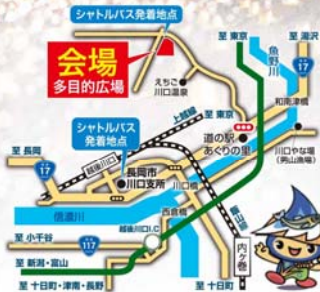 シャトルバス発着地点
会場
多目的広場
至 東京
魚野川
至 湯沢
17
えちご
川口温泉
和南津橋
上越線
至 東京
道の駅
あぐりの里
川口やな場
(男山漁場)
シャトルバス
発着地点
至 長岡
17
越後川口
長岡市
川口支所
川口橋
信濃川
西倉橋
飯山線
至 小千谷
117
越後川口I.C
内ヶ巻
至 新潟・富山
至 十日町・津南・長野
至 十日町